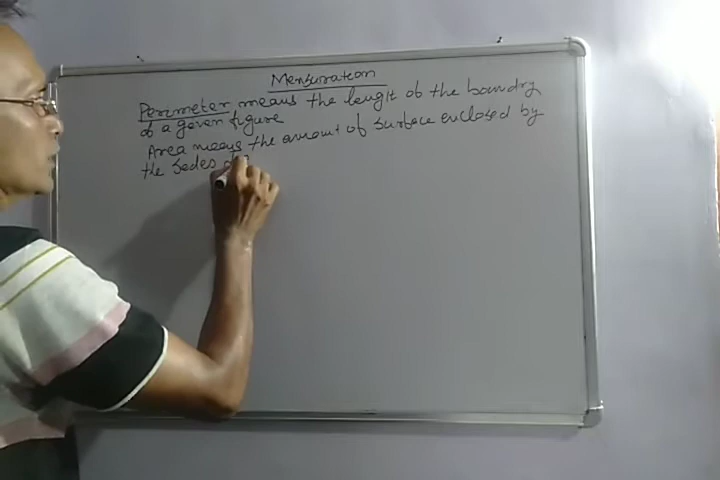 Mensuration
Perimeter means the lengit of the boundry
of a given figure
Area means the amount of surface enclosed by
the sedes of